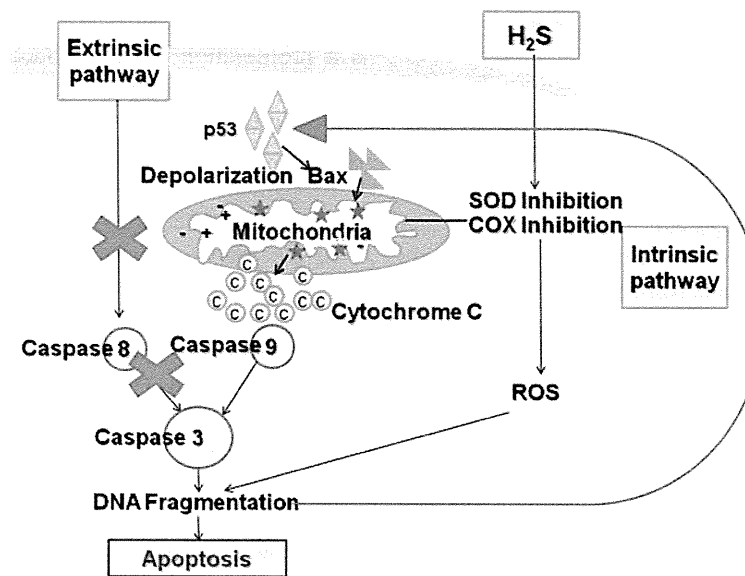 Extrinsic
pathway
H₂S
p53
Depolarization Bax
SOD Inhibition
COX Inhibition
Mitochondria
Intrinsic
pathway
- + - + -
C
C C C C
C C C C
C C C
Cytochrome C
Caspase 8
Caspase 9
ROS
Caspase 3
DNA Fragmentation
Apoptosis